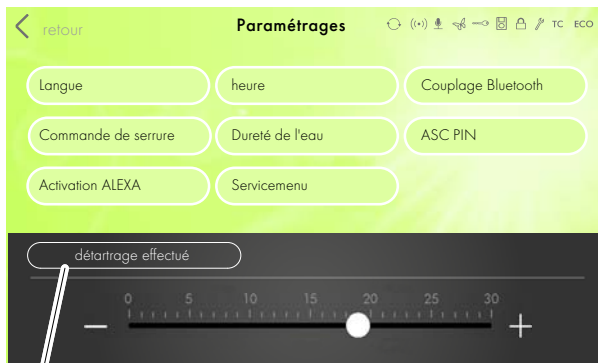 retour Paramétrages TC ECO
Langue heure Couplage Bluetooth
Commande de serrure Dureté de l'eau ASC PIN
Activation ALEXA Servicemenu
détartrage effectué
0 5 10 15 20 25 30
− +